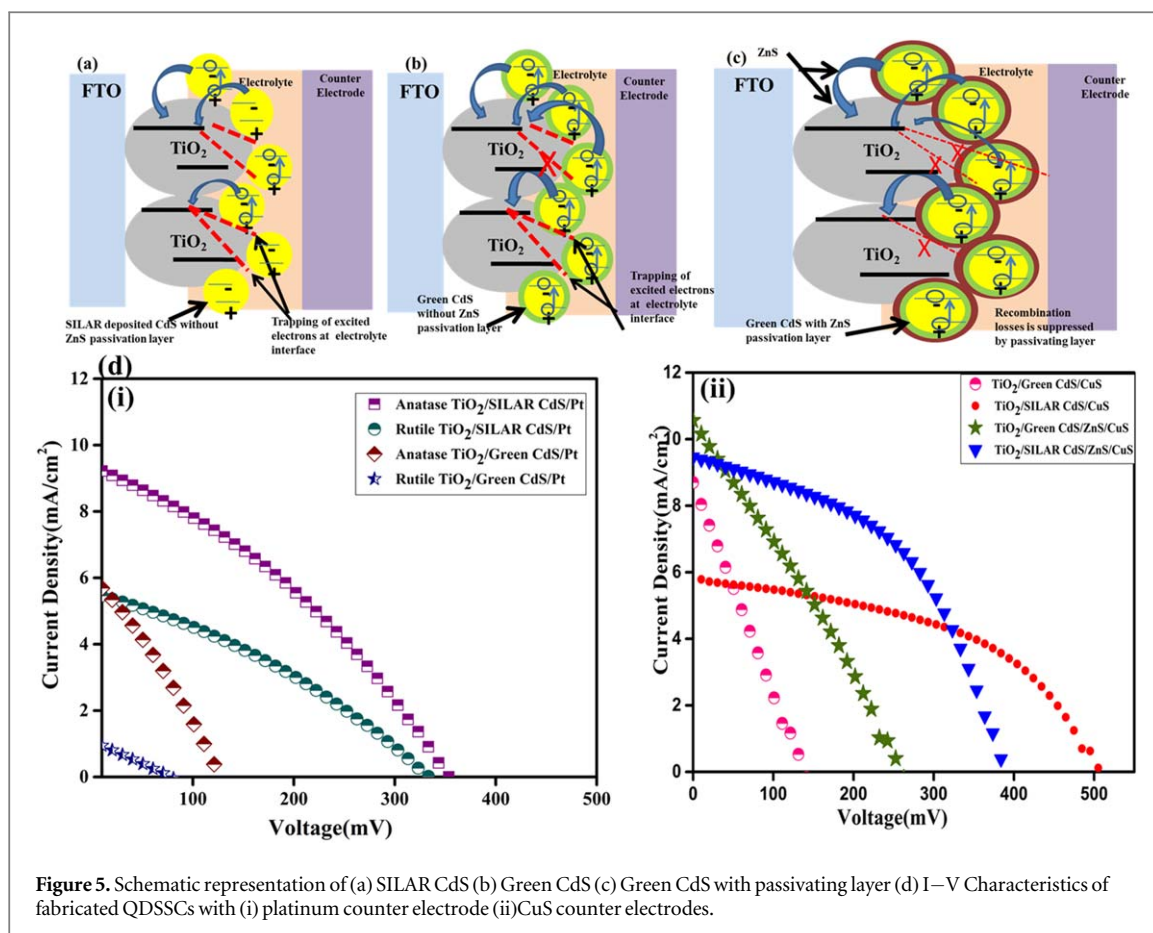 (a)
FTO
Electrolyte
Counter
Electrode
TiO2
TiO2
SILAR deposited CdS without
ZnS passivation layer
Trapping of excited
electrons at electrolyte
interface
(b)
FTO
Electrolyte
Counter
Electrode
TiO2
TiO2
Green CdS
without ZnS
passivation layer
Trapping of
excited electrons
at electrolyte
interface
(c)
ZnS
FTO
Electrolyte
Counter
Electrode
TiO2
TiO2
Green CdS with ZnS
passivation layer
Recombination
losses is suppressed
by passivating layer
(d)
(i)
Anatase TiO2/SILAR CdS/Pt
Rutile TiO2/SILAR CdS/Pt
Anatase TiO2/Green CdS/Pt
Rutile TiO2/Green CdS/Pt
Current Density(mA/cm2)
12
10
8
6
4
2
0
100
200
300
400
500
Voltage(mV)
(ii)
TiO2/Green CdS/CuS
TiO2/SILAR CdS/CuS
TiO2/Green CdS/ZnS/CuS
TiO2/SILAR CdS/ZnS/CuS
Current Density(mA/cm2)
12
10
8
6
4
2
0
0
100
200
300
400
500
Voltage(mV)
Figure 5. Schematic representation of (a) SILAR CdS (b) Green CdS (c) Green CdS with passivating layer (d) I–V Characteristics of
fabricated QDSSCs with (i) platinum counter electrode (ii)CuS counter electrodes.